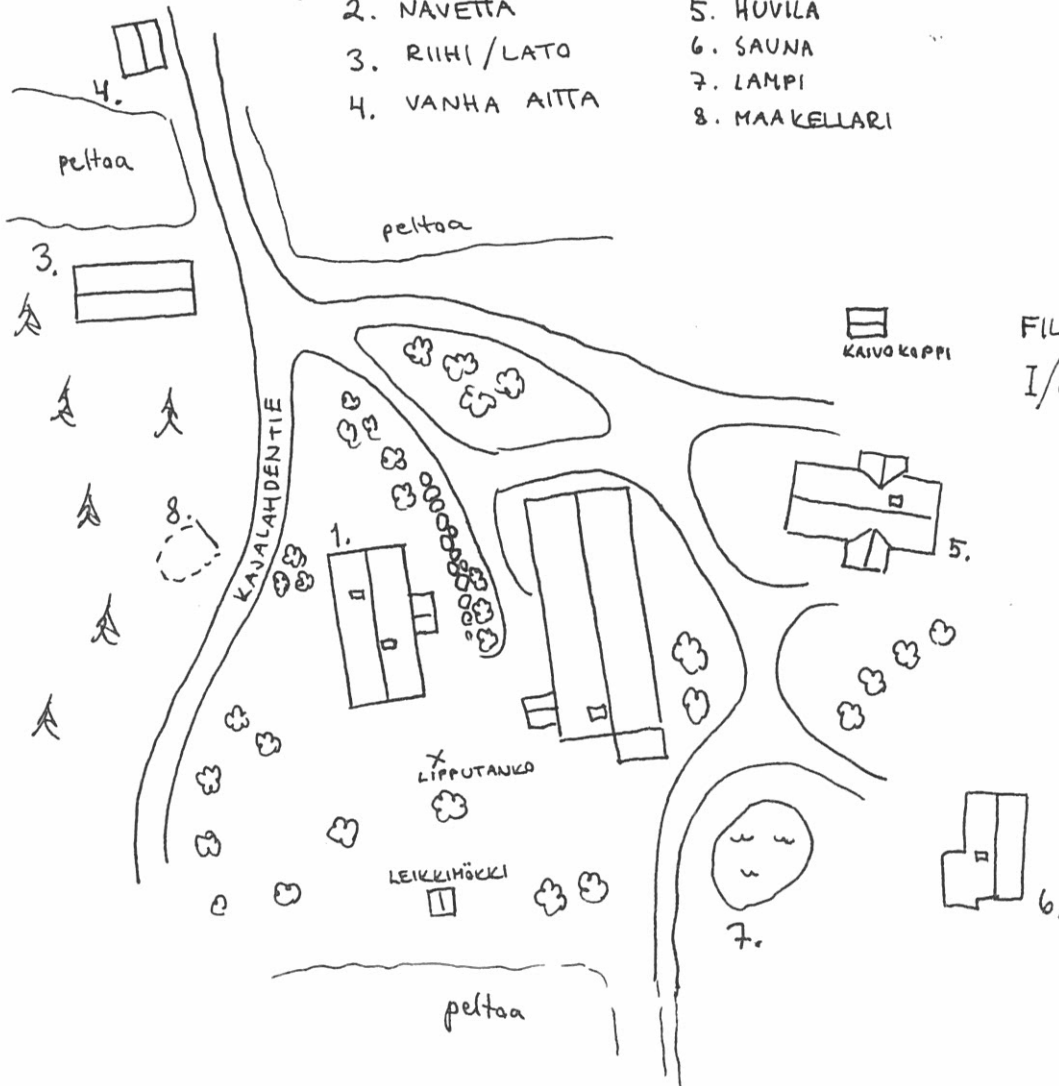 2. NAVETTA
3. RIIHI / LATO
4. VANHA AITTA
5. HUVILA
6. SAUNA
7. LAMPI
8. MAAKELLARI
4.
peltoa
peltoa
3.
KAIVOKOPPI
KAJALAHDENTIE
8.
1.
5.
X
LIPPUTANKO
LEIKKIMÖKKI
7.
6.
peltoa